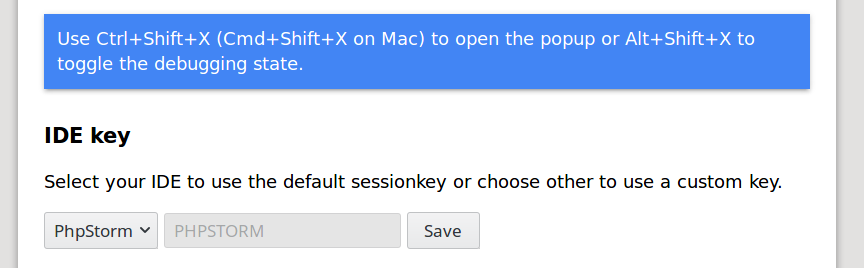 Use Ctrl+Shift+X (Cmd+Shift+X on Mac) to open the popup or Alt+Shift+X to
toggle the debugging state.
IDE key
Select your IDE to use the default sessionkey or choose other to use a custom key.
PhpStorm PHPSTORM Save